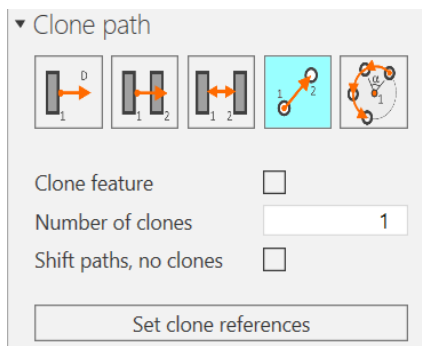 Clone path
D
1
1 2
1 2
1 2
α
1
Clone feature
Number of clones 1
Shift paths, no clones
Set clone references